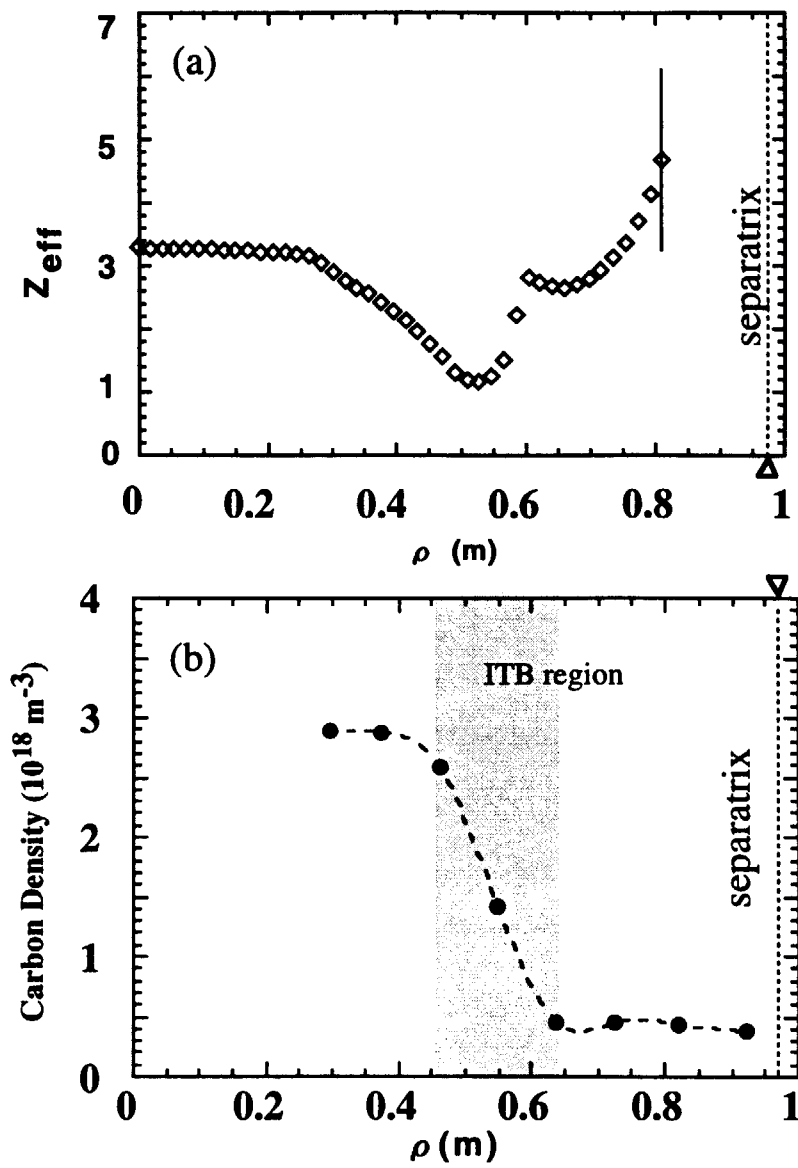 7
(a)
5
Z_eff
3
separatrix
1
0
0 0.2 0.4 0.6 0.8 1
ρ (m)
4
(b)
ITB region
3
Carbon Density (10^18 m^-3)
separatrix
2
1
0
0 0.2 0.4 0.6 0.8 1
ρ (m)